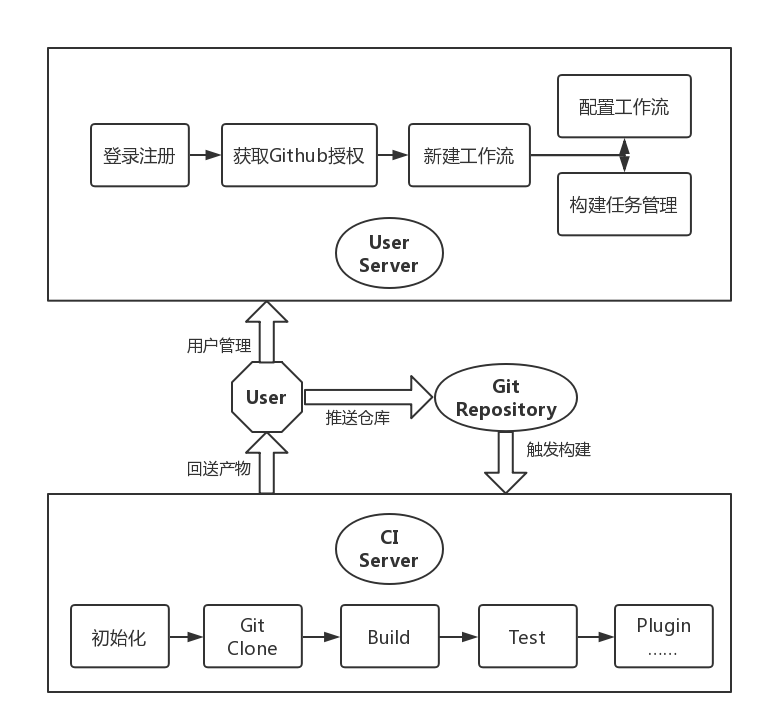 配置工作流
登录注册
获取Github授权
新建工作流
构建任务管理
User
Server
用户管理
User
推送仓库
Git
Repository
回送产物
触发构建
CI
Server
初始化
Git
Clone
Build
Test
Plugin
……